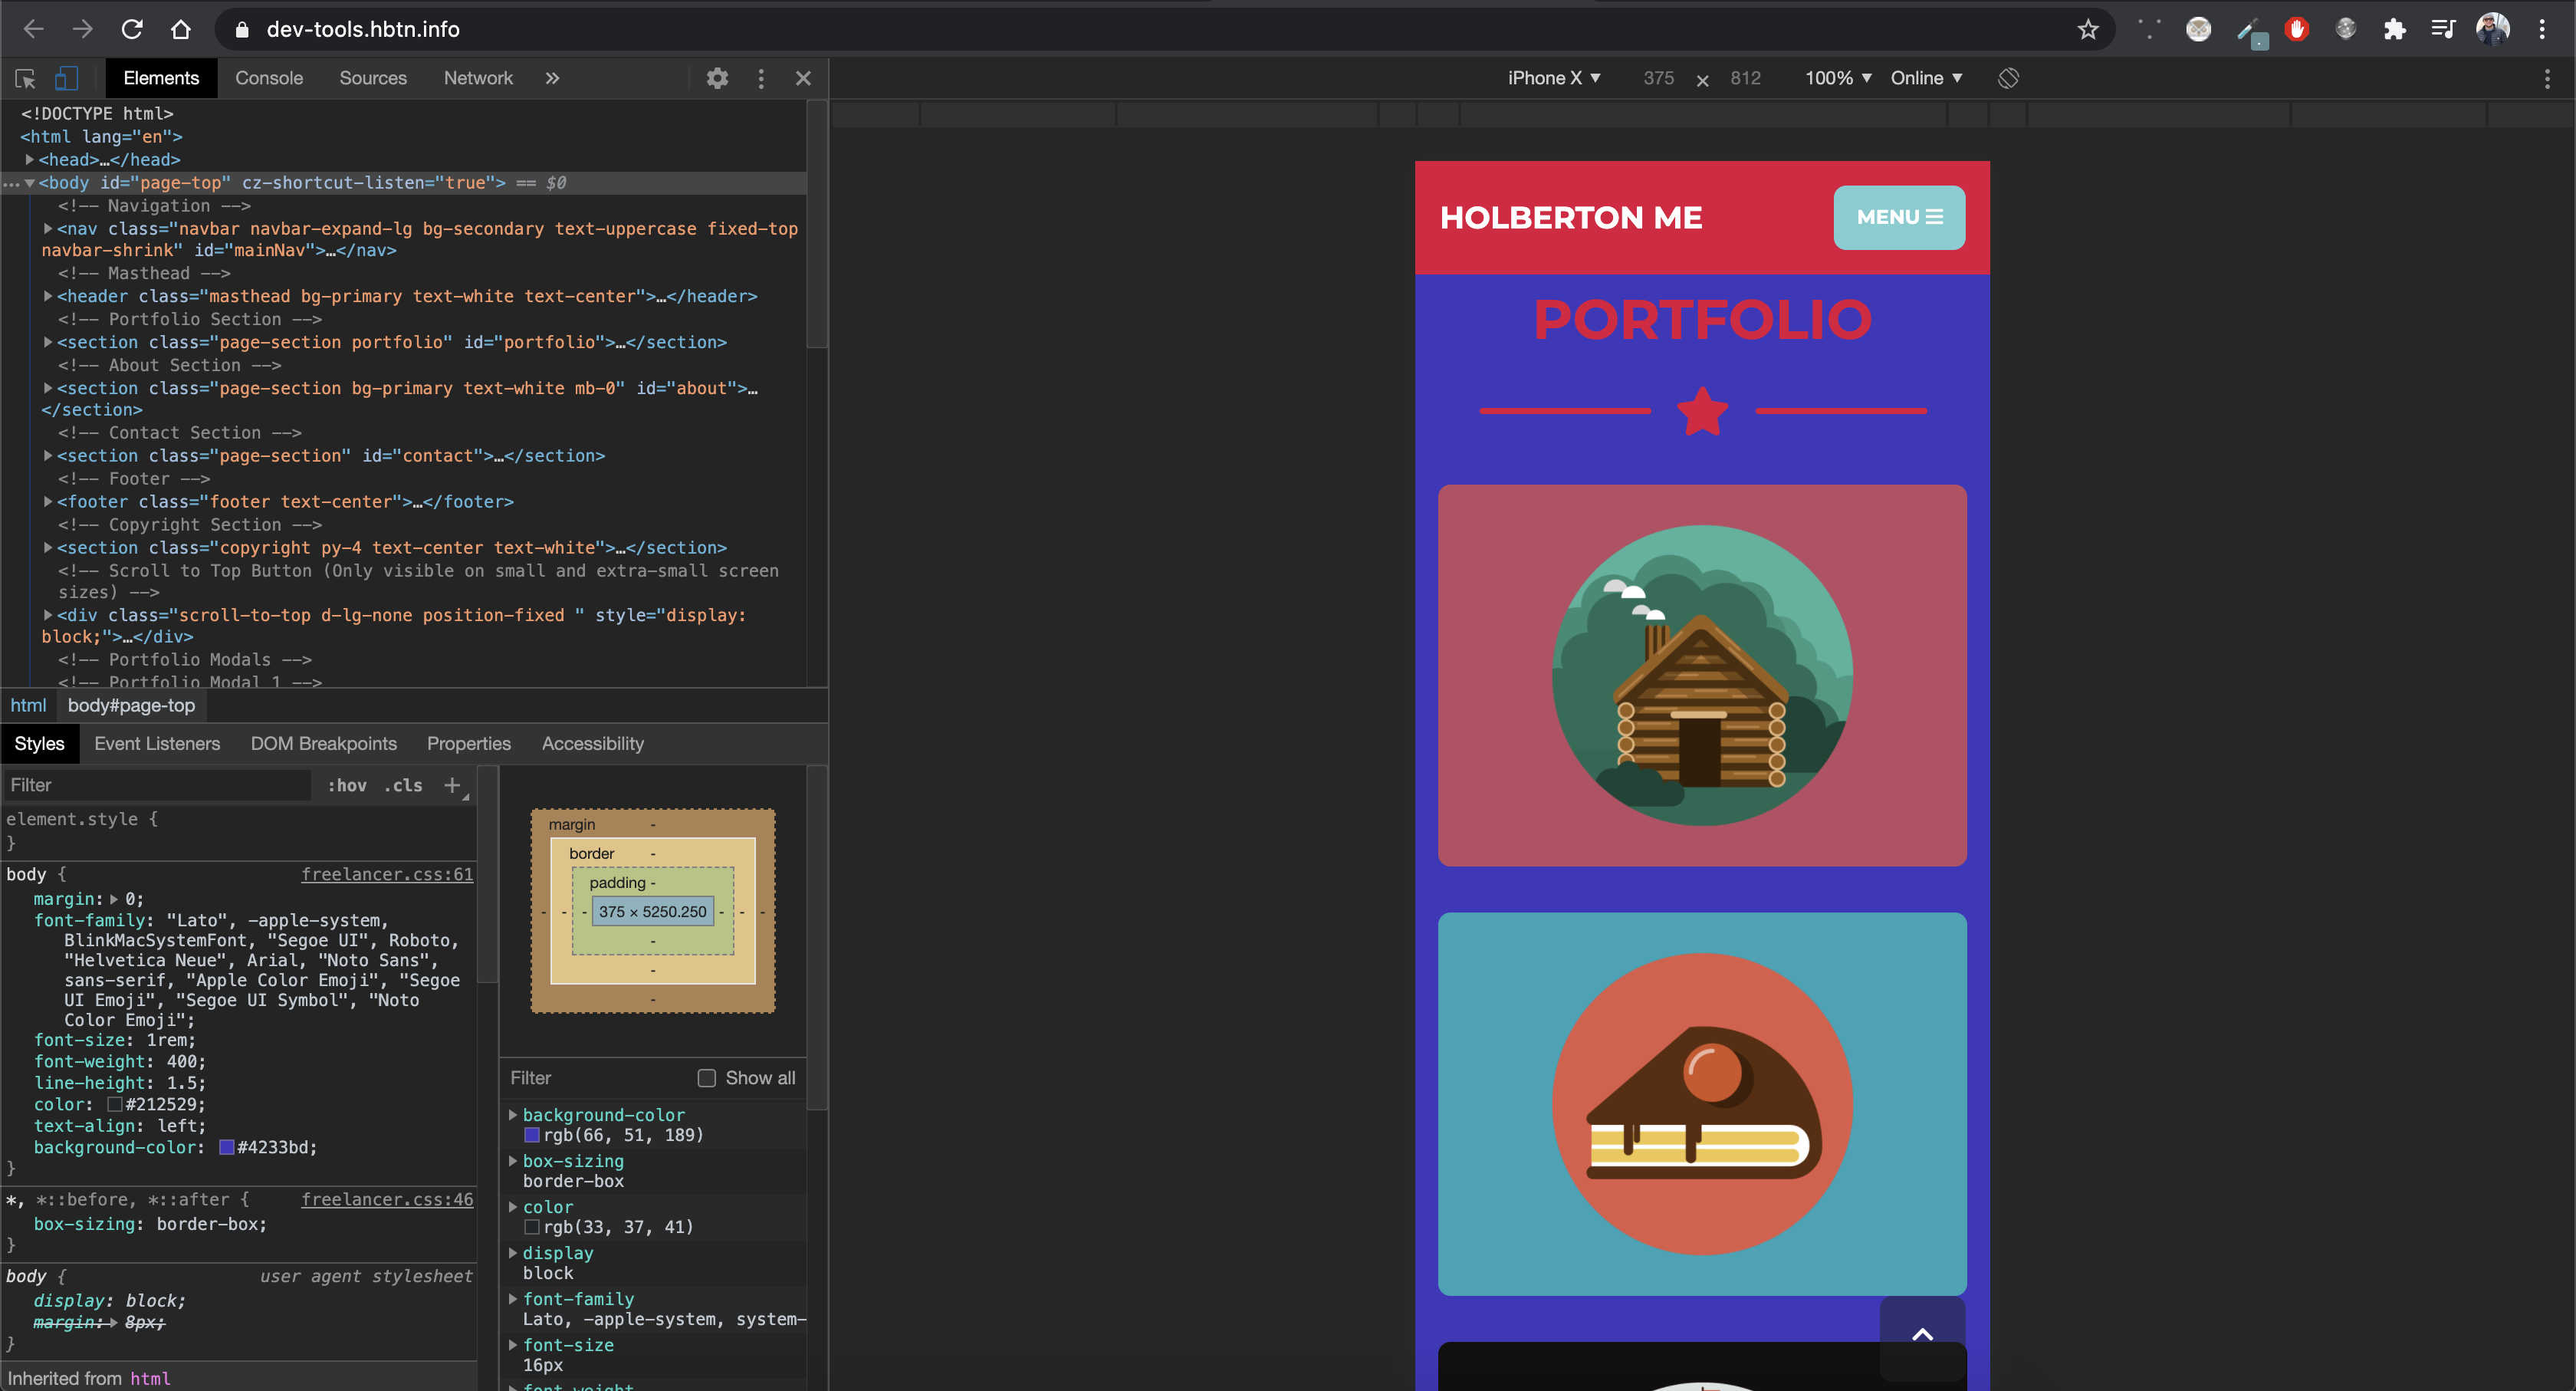 dev-tools.hbtn.info
Elements Console Sources Network »
<!DOCTYPE html>
<html lang="en">
<head>…</head>
… <body id="page-top" cz-shortcut-listen="true"> == $0
<!-- Navigation -->
<nav class="navbar navbar-expand-lg bg-secondary text-uppercase fixed-top
navbar-shrink" id="mainNav">…</nav>
<!-- Masthead -->
<header class="masthead bg-primary text-white text-center">…</header>
<!-- Portfolio Section -->
<section class="page-section portfolio" id="portfolio">…</section>
<!-- About Section -->
<section class="page-section bg-primary text-white mb-0" id="about">…
</section>
<!-- Contact Section -->
<section class="page-section" id="contact">…</section>
<!-- Footer -->
<footer class="footer text-center">…</footer>
<!-- Copyright Section -->
<section class="copyright py-4 text-center text-white">…</section>
<!-- Scroll to Top Button (Only visible on small and extra-small screen
sizes) -->
<div class="scroll-to-top d-lg-none position-fixed " style="display:
block;">…</div>
<!-- Portfolio Modals -->
<!-- Portfolio Modal 1 -->
html body#page-top
Styles Event Listeners DOM Breakpoints Properties Accessibility
Filter :hov .cls +
element.style {
}
body { freelancer.css:61
margin: 0;
font-family: "Lato", -apple-system,
BlinkMacSystemFont, "Segoe UI", Roboto,
"Helvetica Neue", Arial, "Noto Sans",
sans-serif, "Apple Color Emoji", "Segoe
UI Emoji", "Segoe UI Symbol", "Noto
Color Emoji";
font-size: 1rem;
font-weight: 400;
line-height: 1.5;
color: #212529;
text-align: left;
background-color: #4233bd;
}
*, *::before, *::after { freelancer.css:46
box-sizing: border-box;
}
body { user agent stylesheet
display: block;
margin: 8px;
}
Inherited from html
margin -
border -
padding -
- - - 375 × 5250.250 - - -
-
-
-
Filter Show all
background-color
rgb(66, 51, 189)
box-sizing
border-box
color
rgb(33, 37, 41)
display
block
font-family
Lato, -apple-system, system-
font-size
16px
font-weight
iPhone X 375 × 812 100% Online
HOLBERTON ME
MENU
PORTFOLIO